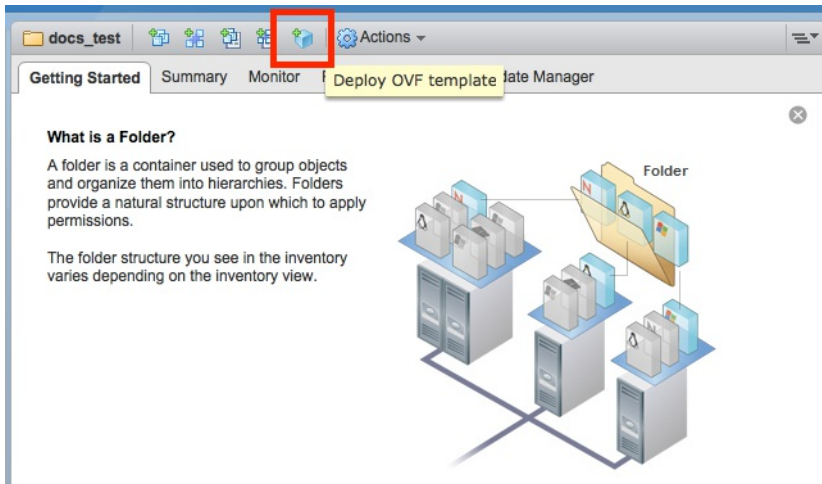 docs_test Actions
Getting Started Summary Monitor Deploy OVF template date Manager
What is a Folder?
A folder is a container used to group objects
and organize them into hierarchies. Folders
provide a natural structure upon which to apply
permissions.
The folder structure you see in the inventory
varies depending on the inventory view.
Folder
N
N